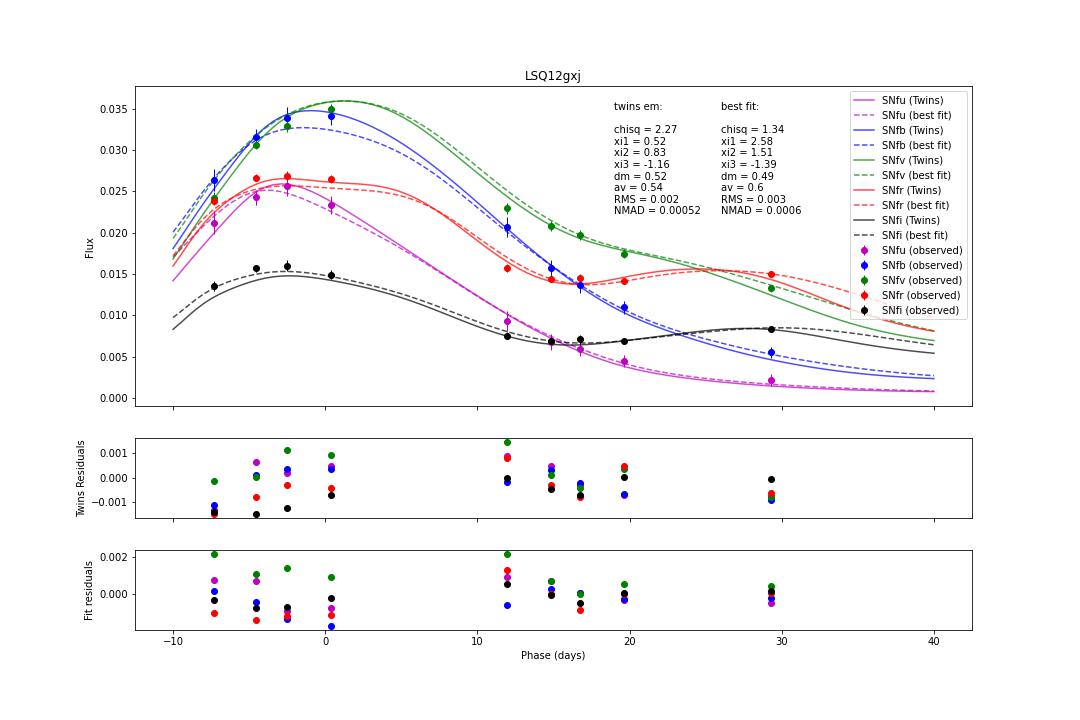 LSQ12gxj
Flux
0.035
0.030
0.025
0.020
0.015
0.010
0.005
0.000
−10
0
10
20
30
40
twins em:
chisq = 2.27
xi1 = 0.52
xi2 = 0.83
xi3 = -1.16
dm = 0.52
av = 0.54
RMS = 0.002
NMAD = 0.00052
best fit:
chisq = 1.34
xi1 = 2.58
xi2 = 1.51
xi3 = -1.39
dm = 0.49
av = 0.6
RMS = 0.003
NMAD = 0.0006
SNfu (Twins)
SNfu (best fit)
SNfb (Twins)
SNfb (best fit)
SNfv (Twins)
SNfv (best fit)
SNfr (Twins)
SNfr (best fit)
SNfi (Twins)
SNfi (best fit)
SNfu (observed)
SNfb (observed)
SNfv (observed)
SNfr (observed)
SNfi (observed)
Twins Residuals
0.001
0.000
−0.001
Fit residuals
0.002
0.000
−10
0
10
20
30
40
Phase (days)